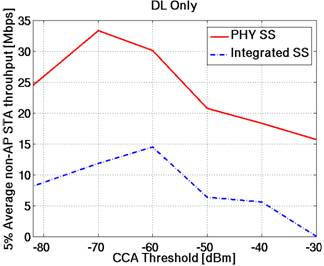 DL Only
5% Average non-AP STA throughput [Mbps]
35
30
25
20
15
10
5
0
PHY SS
Integrated SS
-80
-70
-60
-50
-40
-30
CCA Threshold [dBm]